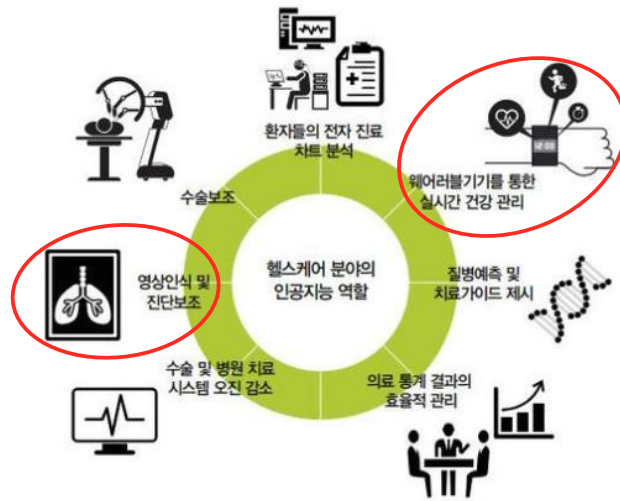 환자들의 전자 진료
차트 분석
12:00
웨어러블기기를 통한
실시간 건강 관리
수술보조
영상인식 및
진단보조
헬스케어 분야의
인공지능 역할
질병예측 및
치료가이드 제시
수술 및 병원 치료
시스템 오진 감소
의료 통계 결과의
효율적 관리